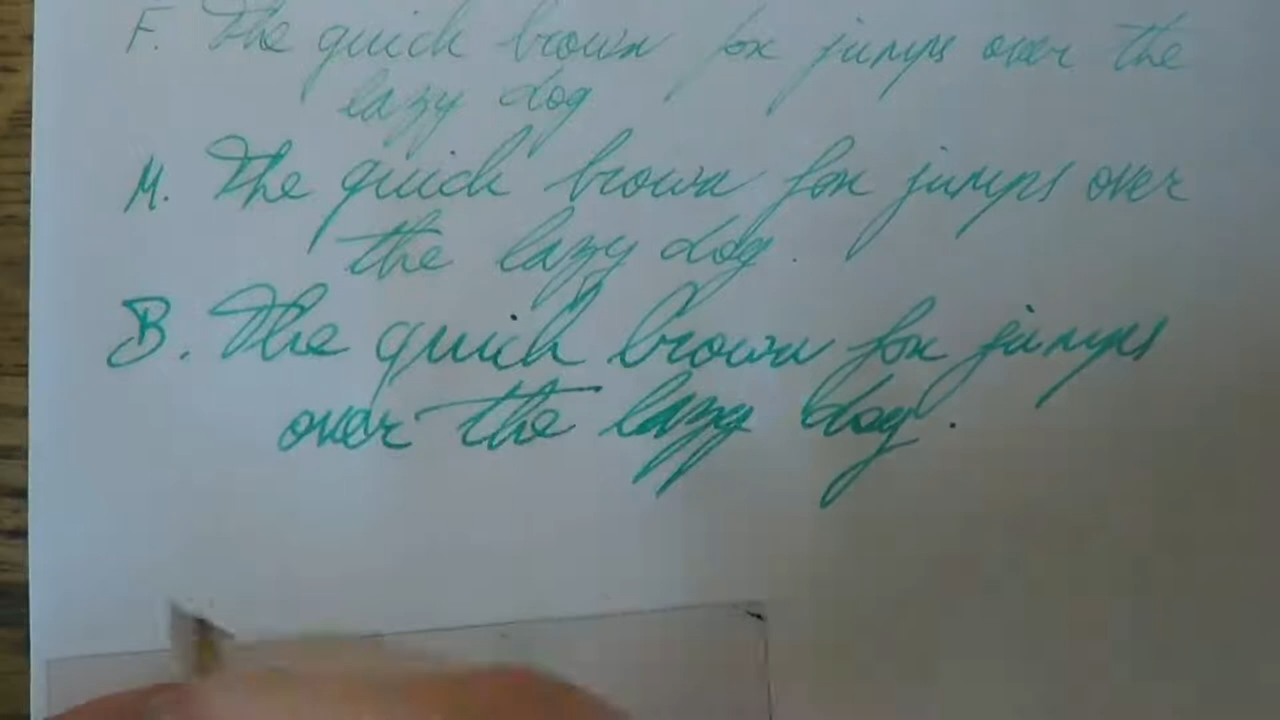 F. The quick brown fox jumps over the
lazy dog
M. The quick brown fox jumps over
the lazy dog.
B. The quick brown fox jumps
over the lazy dog.